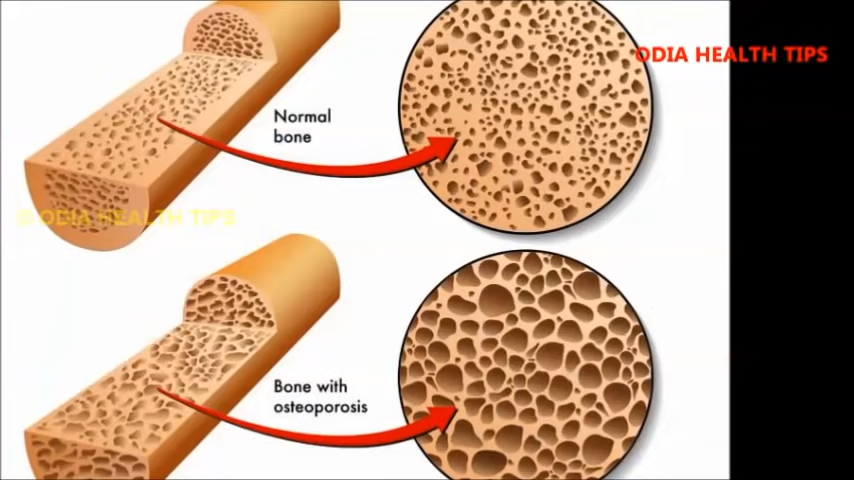 ODIA HEALTH TIPS
Normal
bone
© ODIA HEALTH TIPS
Bone with
osteoporosis